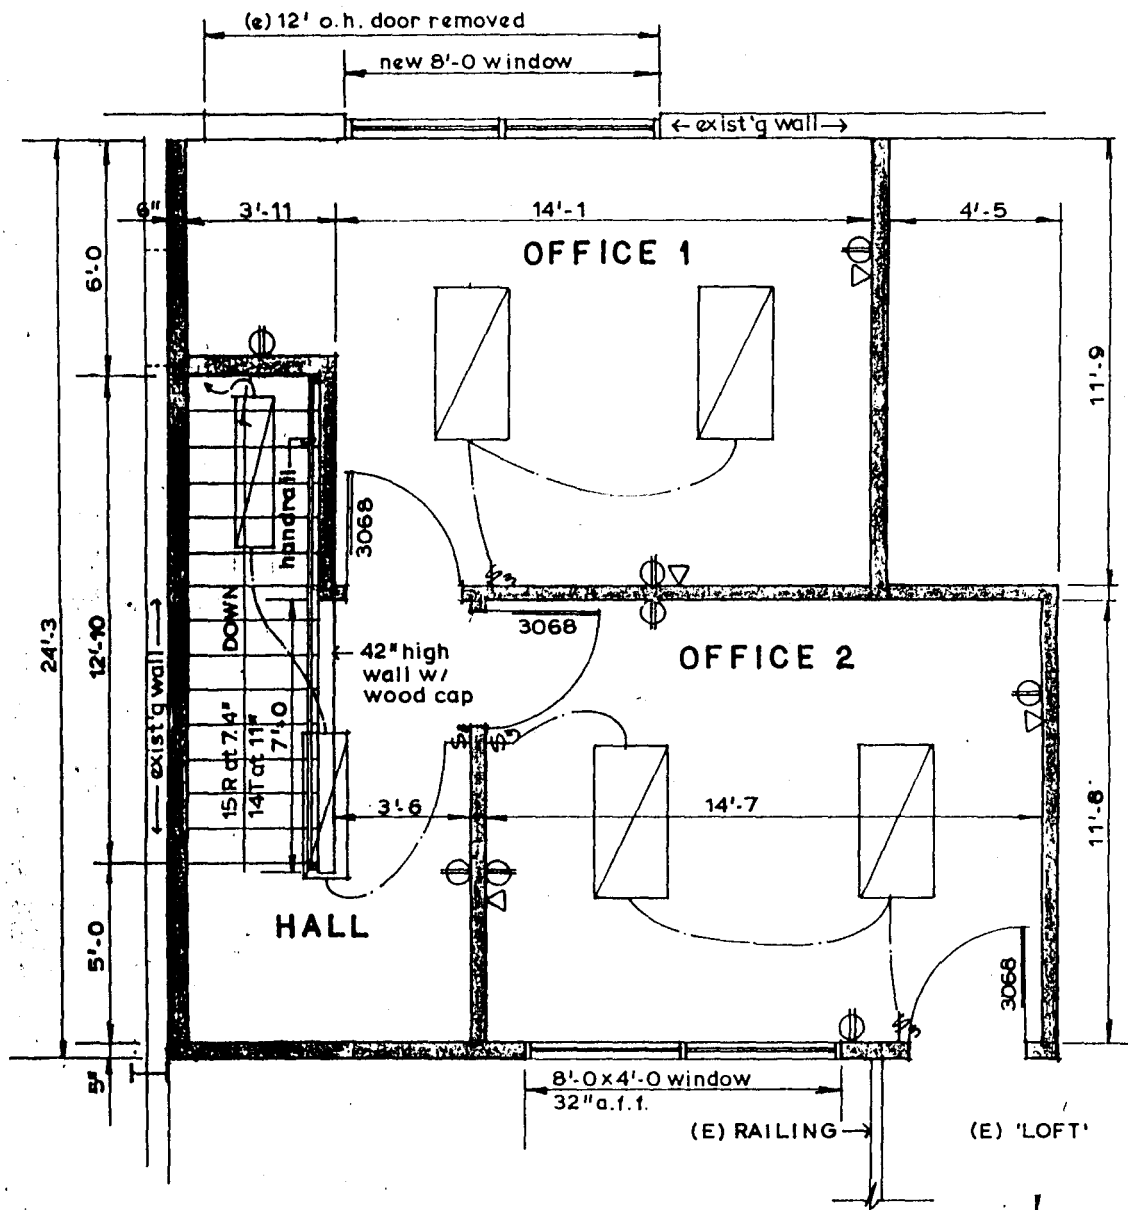 (e) 12' o.h. door removed
new 8'-0 window
←exist'g wall→
6"
3'-11
14'-1
4'-5
OFFICE 1
6'-0
11'-9
handrail
3068
S3
3068
DOWN
42" high
wall w/
wood cap
OFFICE 2
24'-3
12'-10
←exist'g wall→
15 R at 7.4"
14 T at 11"
7'-0
S
S3
3'-6
14'-7
11'-8
HALL
5'-0
3068
S3
5"
8'-0 x 4'-0 window
32" a.f.f.
(E) RAILING
(E) 'LOFT'